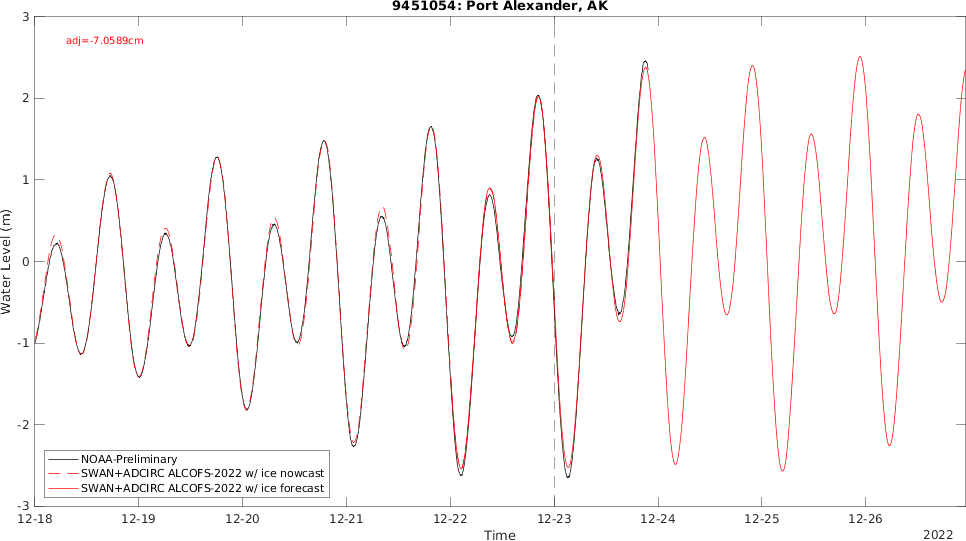 9451054: Port Alexander, AK
adj=-7.0589cm
3
2
1
0
-1
-2
-3
Water Level (m)
NOAA-Preliminary
SWAN+ADCIRC ALCOFS-2022 w/ ice nowcast
SWAN+ADCIRC ALCOFS-2022 w/ ice forecast
12-18 12-19 12-20 12-21 12-22 12-23 12-24 12-25 12-26
Time
2022